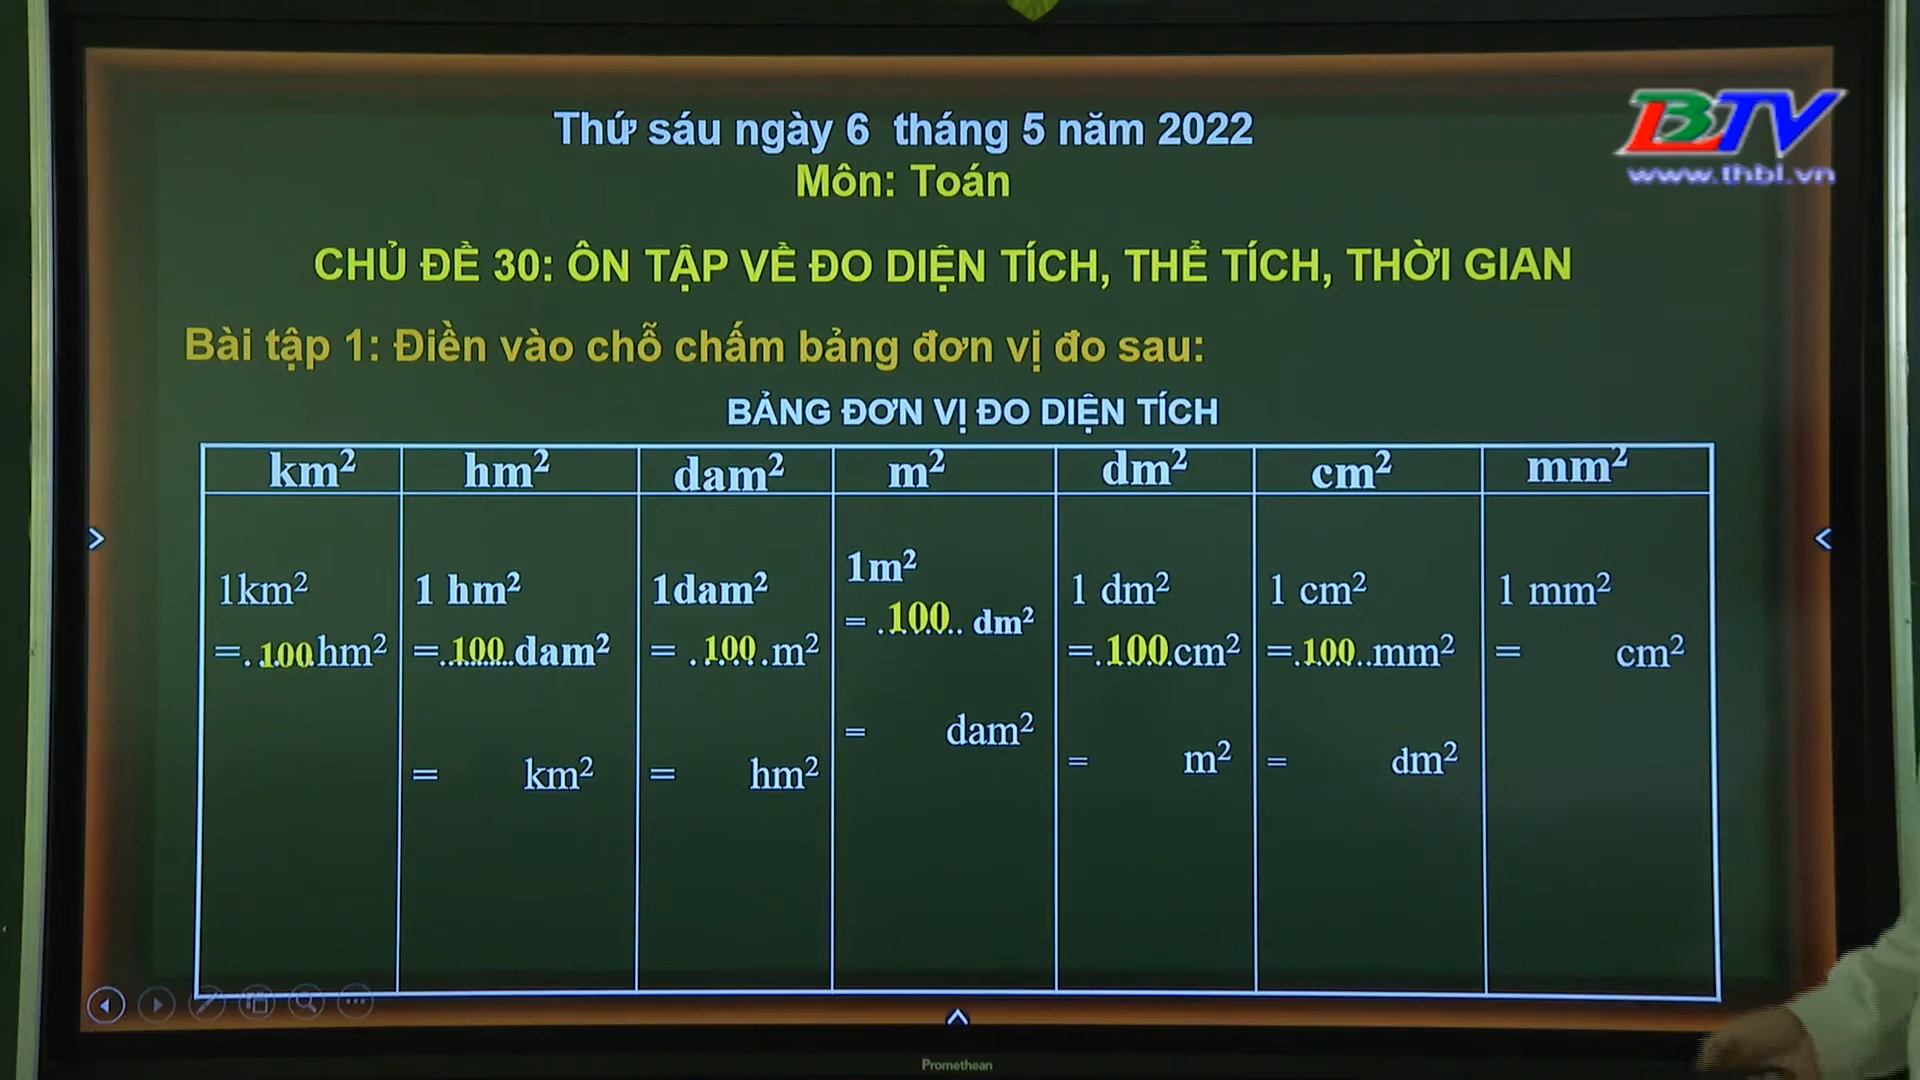 BTV
www.thbl.vn
Thứ sáu ngày 6 tháng 5 năm 2022
Môn: Toán
CHỦ ĐỀ 30: ÔN TẬP VỀ ĐO DIỆN TÍCH, THỂ TÍCH, THỜI GIAN
Bài tập 1: Điền vào chỗ chấm bảng đơn vị đo sau:
BẢNG ĐƠN VỊ ĐO DIỆN TÍCH
km² hm² dam² m² dm² cm² mm²
1km²
=..100.hm²
1 hm²
=..100...dam²
= km²
1dam²
= .100.m²
= hm²
1m²
= .100.. dm²
= dam²
1 dm²
=.100.cm²
= m²
1 cm²
=.100..mm²
= dm²
1 mm²
= cm²
Promethean